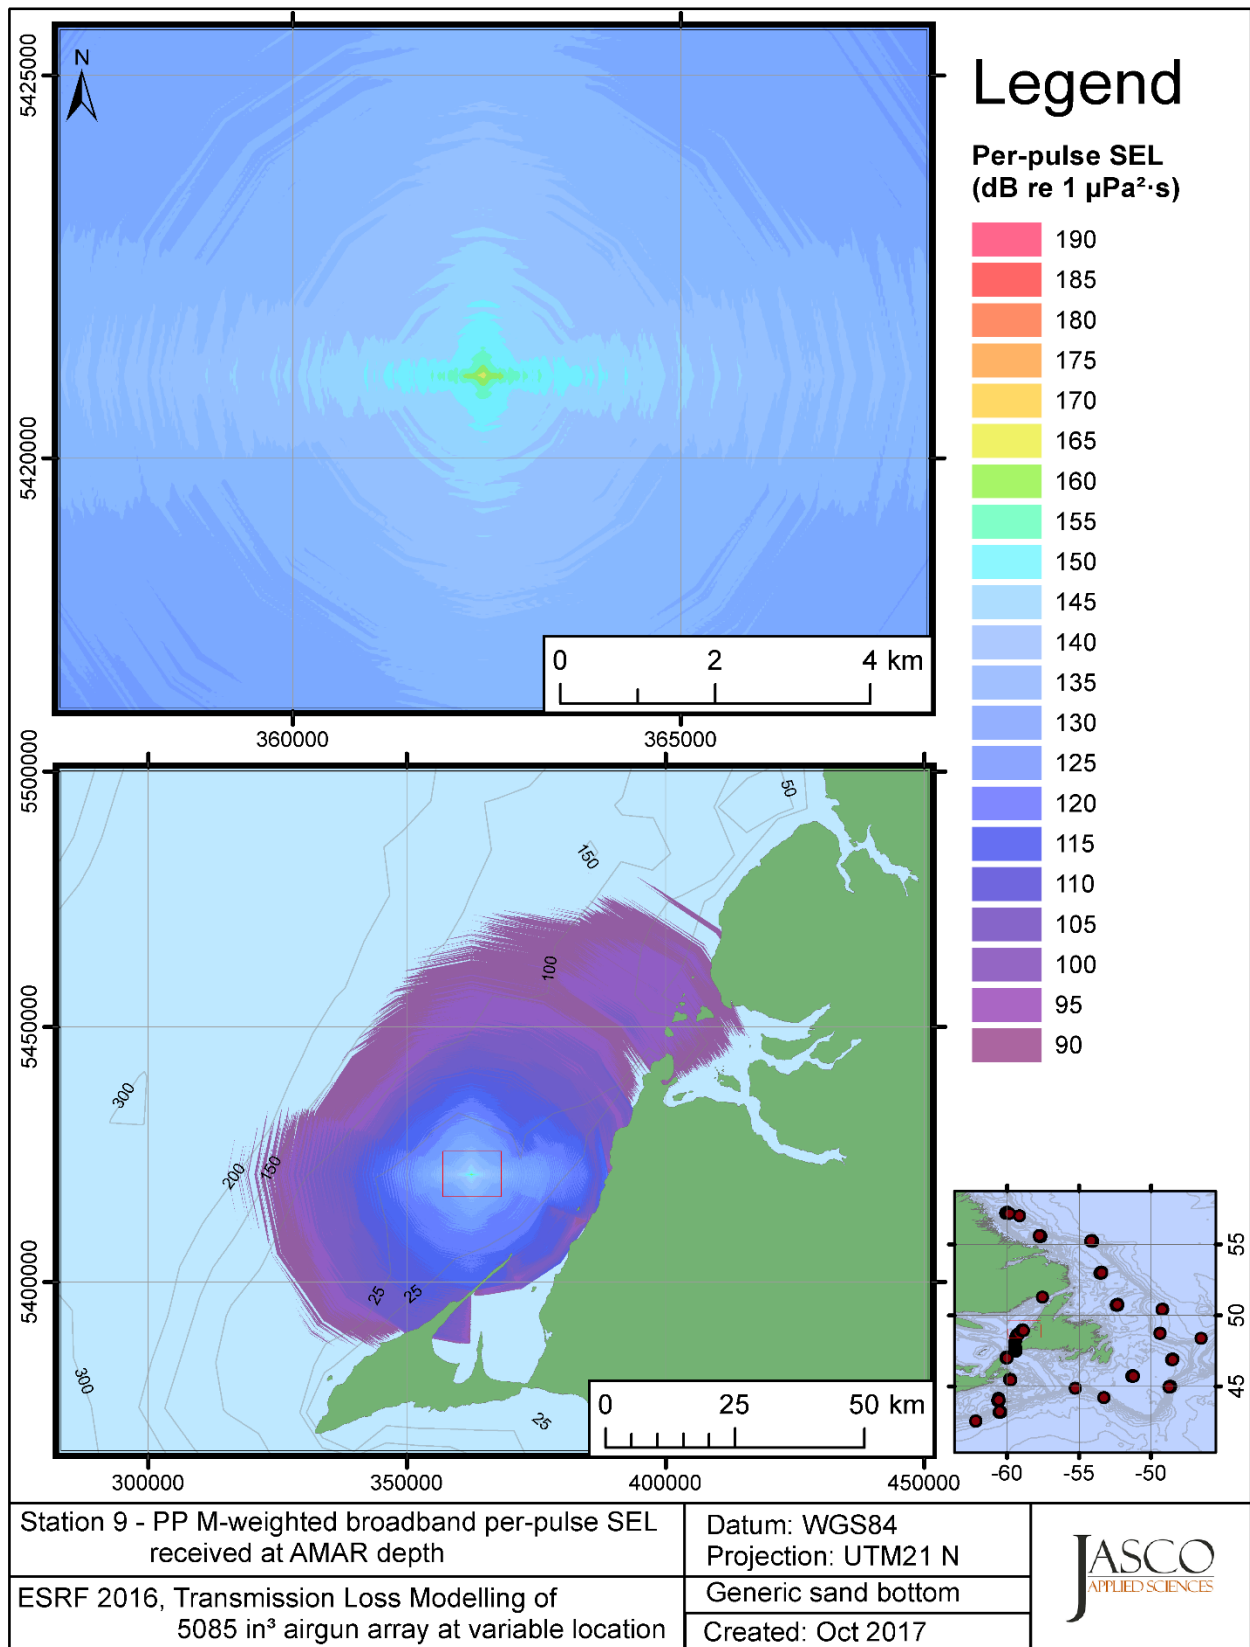 N
5425000
5420000
0 2 4 km
360000 365000
Legend
Per-pulse SEL
(dB re 1 µPa²·s)
190
185
180
175
170
165
160
155
150
145
140
135
130
125
120
115
110
105
100
95
90
5500000
5450000
5400000
50
150
100
300
200
150
25
25
300
25
0 25 50 km
300000 350000 400000 450000
55
50
45
-60 -55 -50
Station 9 - PP M-weighted broadband per-pulse SEL
received at AMAR depth
ESRF 2016, Transmission Loss Modelling of
5085 in³ airgun array at variable location
Datum: WGS84
Projection: UTM21 N
Generic sand bottom
Created: Oct 2017
JASCO
APPLIED SCIENCES